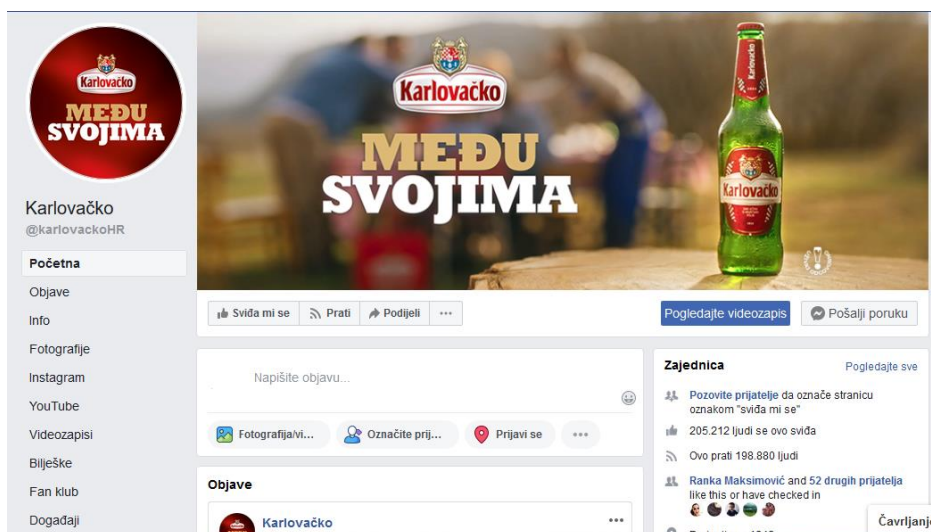 Karlovačko
MEĐU
SVOJIMA
Karlovačko
@karlovackoHR
Početna
Objave
Info
Fotografije
Instagram
YouTube
Videozapisi
Bilješke
Fan klub
Događaji
Karlovačko
MEĐU
SVOJIMA
Karlovačko
Karlovačko
Sviđa mi se Prati Podijeli ...
Pogledajte videozapis Pošalji poruku
Napišite objavu...
Fotografija/vi... Označite prij... Prijavi se ...
Objave
Karlovačko ...
Zajednica Pogledajte sve
Pozovite prijatelje da označe stranicu
oznakom "sviđa mi se"
205.212 ljudi se ovo sviđa
Ovo prati 198.880 ljudi
Ranka Maksimović and 52 drugih prijatelja
like this or have checked in
Čavrljanj